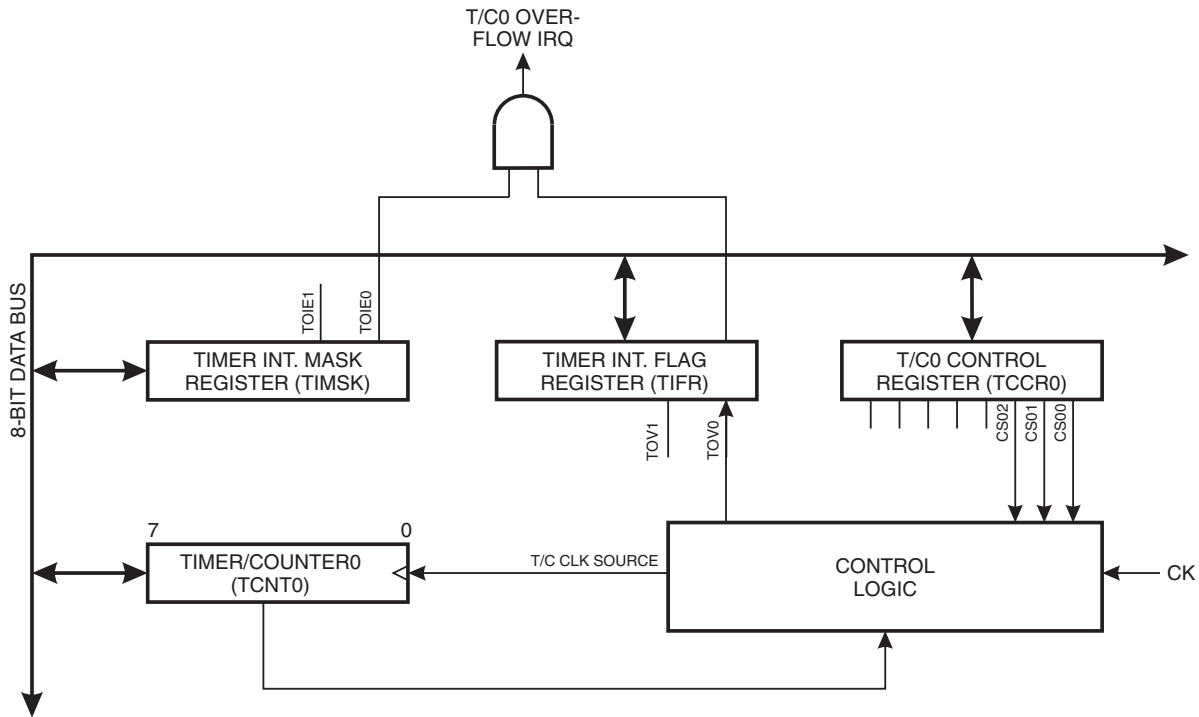 T/C0 OVER-
FLOW IRQ
8-BIT DATA BUS
TOIE1
TOIE0
TIMER INT. MASK
REGISTER (TIMSK)
TIMER INT. FLAG
REGISTER (TIFR)
T/C0 CONTROL
REGISTER (TCCR0)
TOV1
TOV0
CS02
CS01
CS00
7
0
TIMER/COUNTER0
(TCNT0)
T/C CLK SOURCE
CONTROL
LOGIC
CK